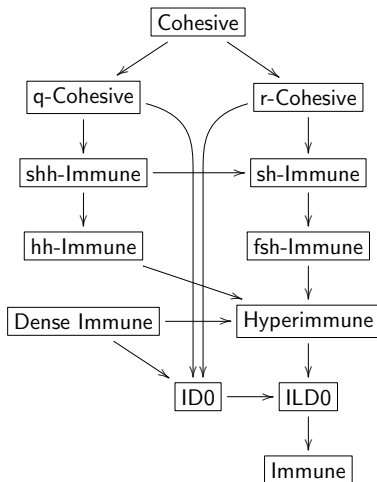 Cohesive
q-Cohesive
r-Cohesive
shh-Immune
sh-Immune
hh-Immune
fsh-Immune
Dense Immune
Hyperimmune
ID0
ILD0
Immune